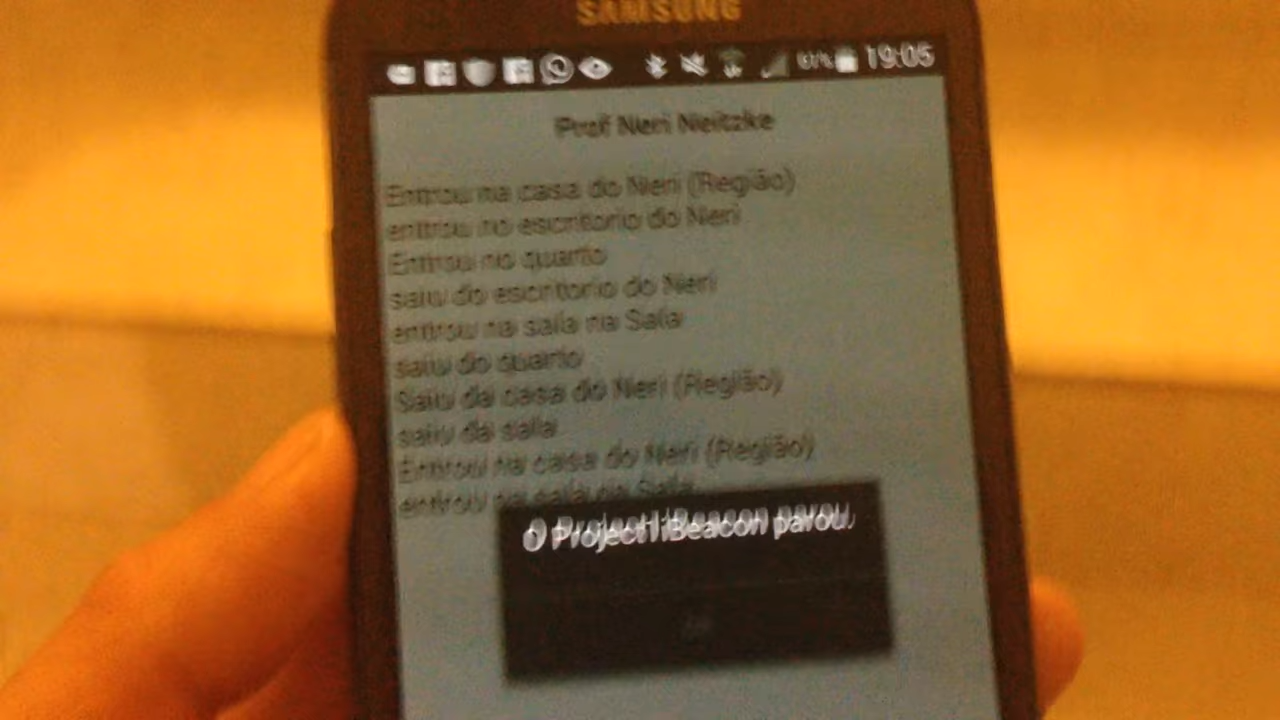 SAMSUNG
19:05
Prof Neri Neitzke
Entrou na casa do Neri (Região)
entrou no escritorio do Neri
Entrou no quarto
saiu do escritorio do Neri
entrou na sala na Sala
saiu do quarto
Saiu da casa do Neri (Região)
saiu da sala
Entrou na casa do Neri (Região)
entrou na sala na Sala
O Project1iBeacon parou.